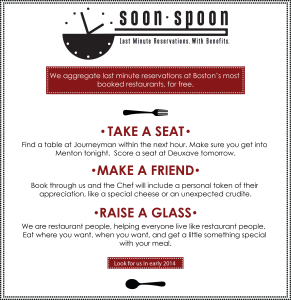 soon·spoon
Last Minute Reservations. With Benefits.
We aggregate last minute reservations at Boston's most
booked restaurants, for free.
•TAKE A SEAT•
Find a table at Journeyman within the next hour. Make sure you get into
Menton tonight. Score a seat at Deuxave tomorrow.
•MAKE A FRIEND•
Book through us and the Chef will include a personal token of their
appreciation, like a special cheese or an unexpected crudite.
•RAISE A GLASS•
We are restaurant people, helping everyone live like restaurant people.
Eat where you want, when you want, and get a little something special
with your meal.
Look for us in early 2014